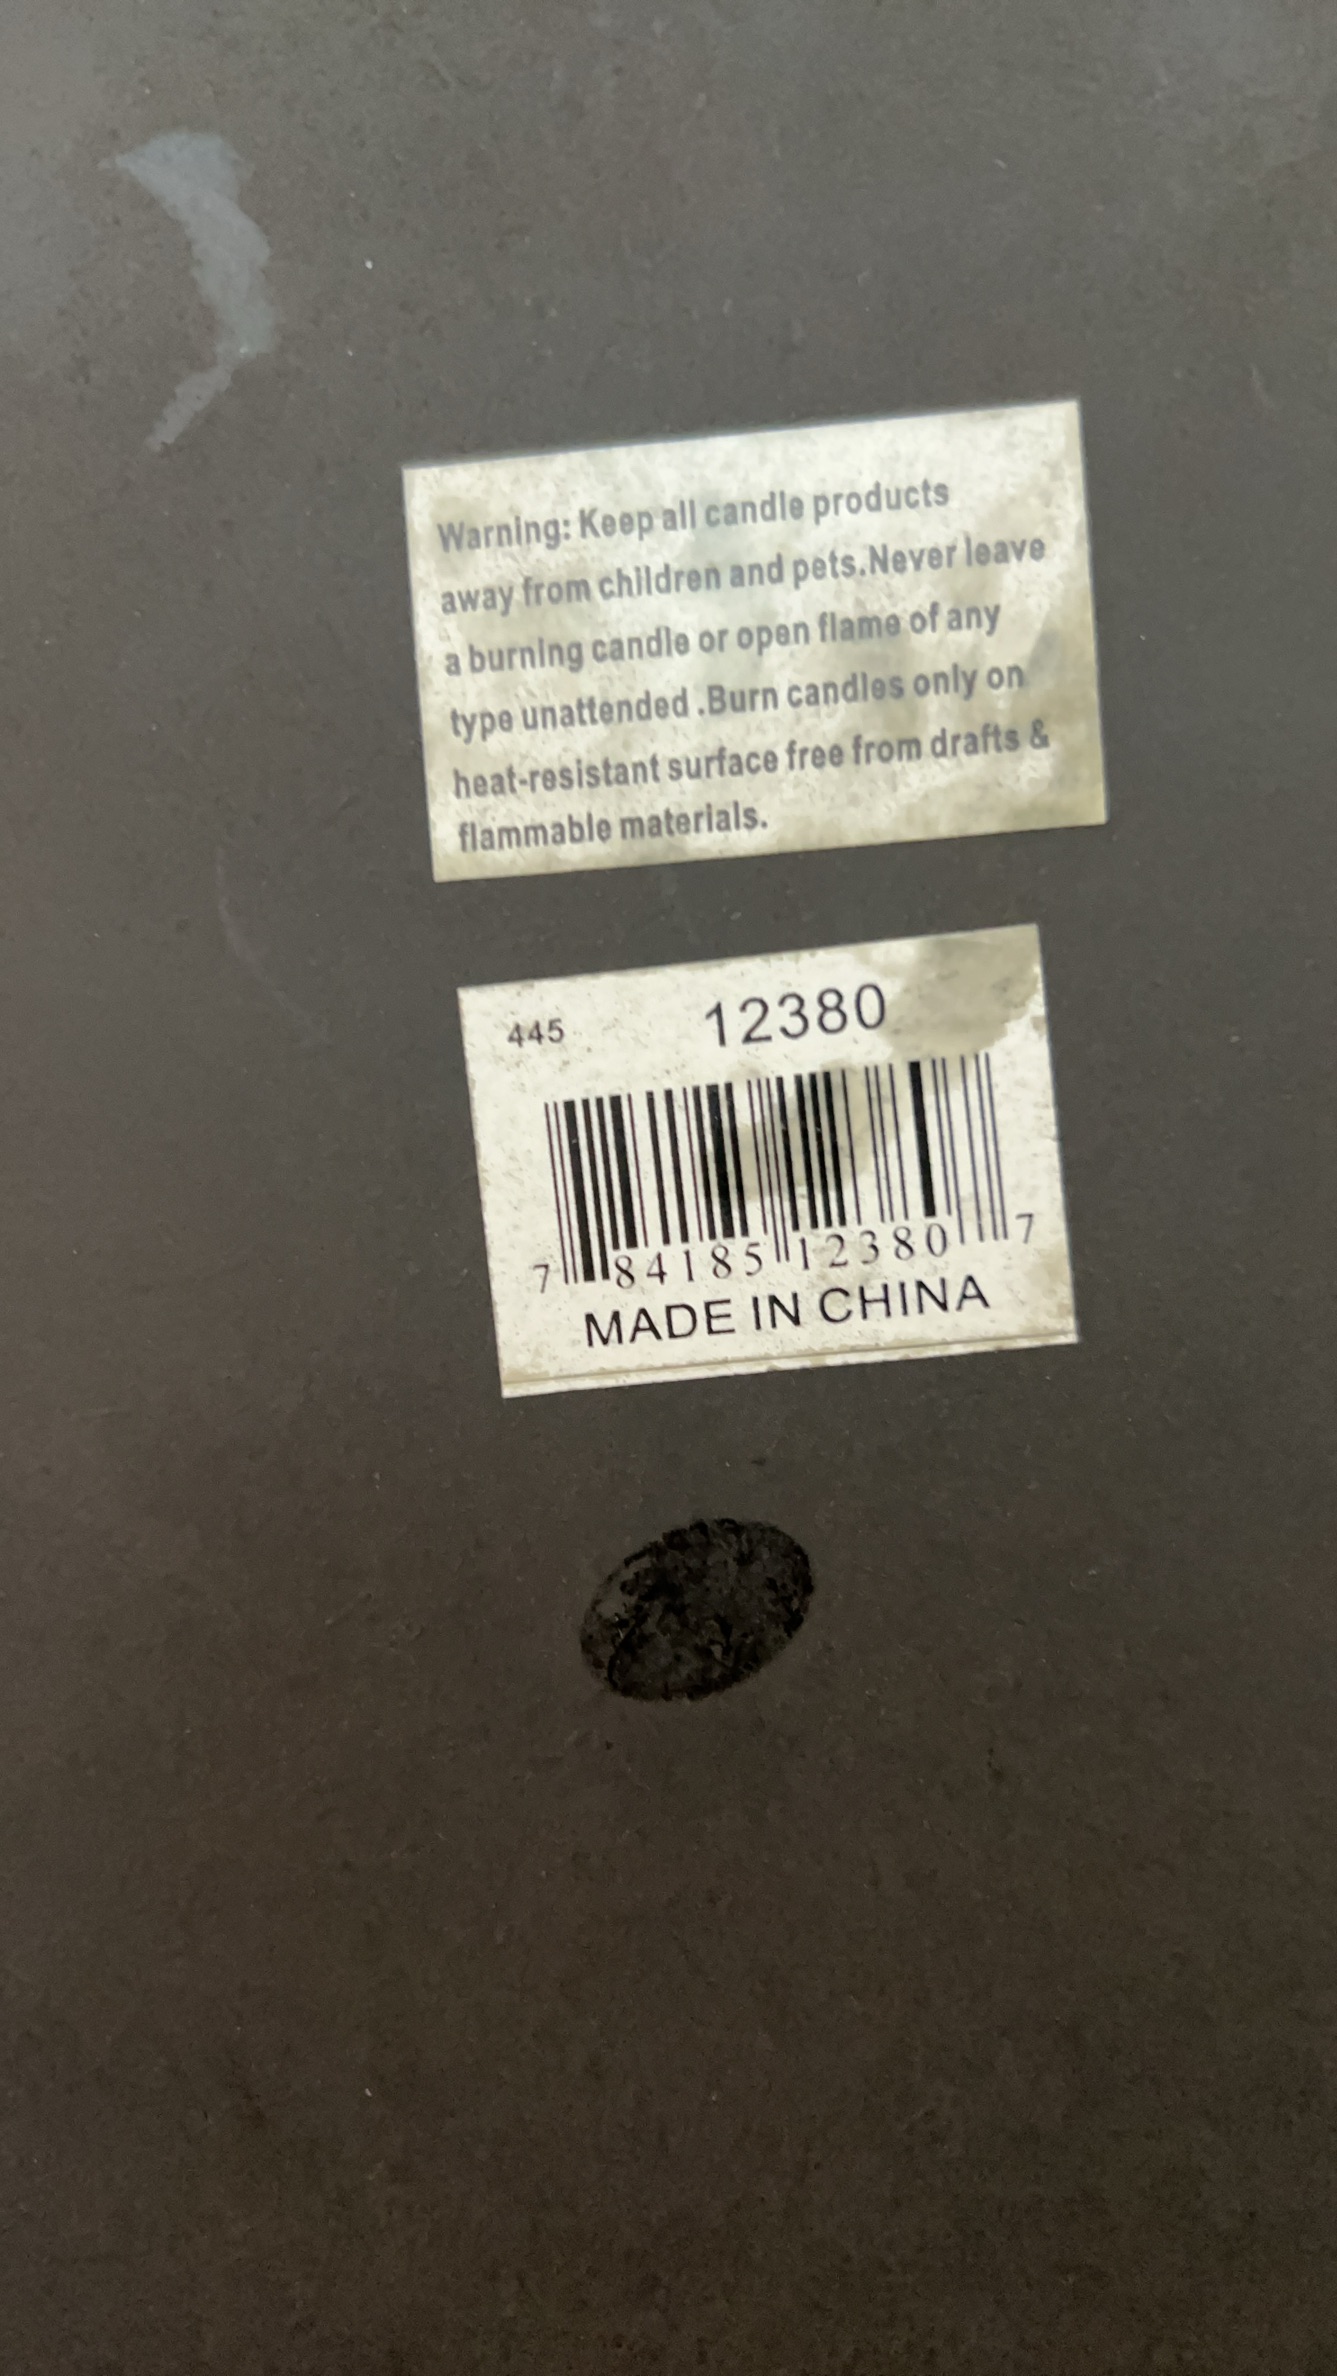 Warning: Keep all candle products
away from children and pets.Never leave
a burning candle or open flame of any
type unattended .Burn candles only on
heat-resistant surface free from drafts &
flammable materials.
445 12380
7 84185 12380 7
MADE IN CHINA